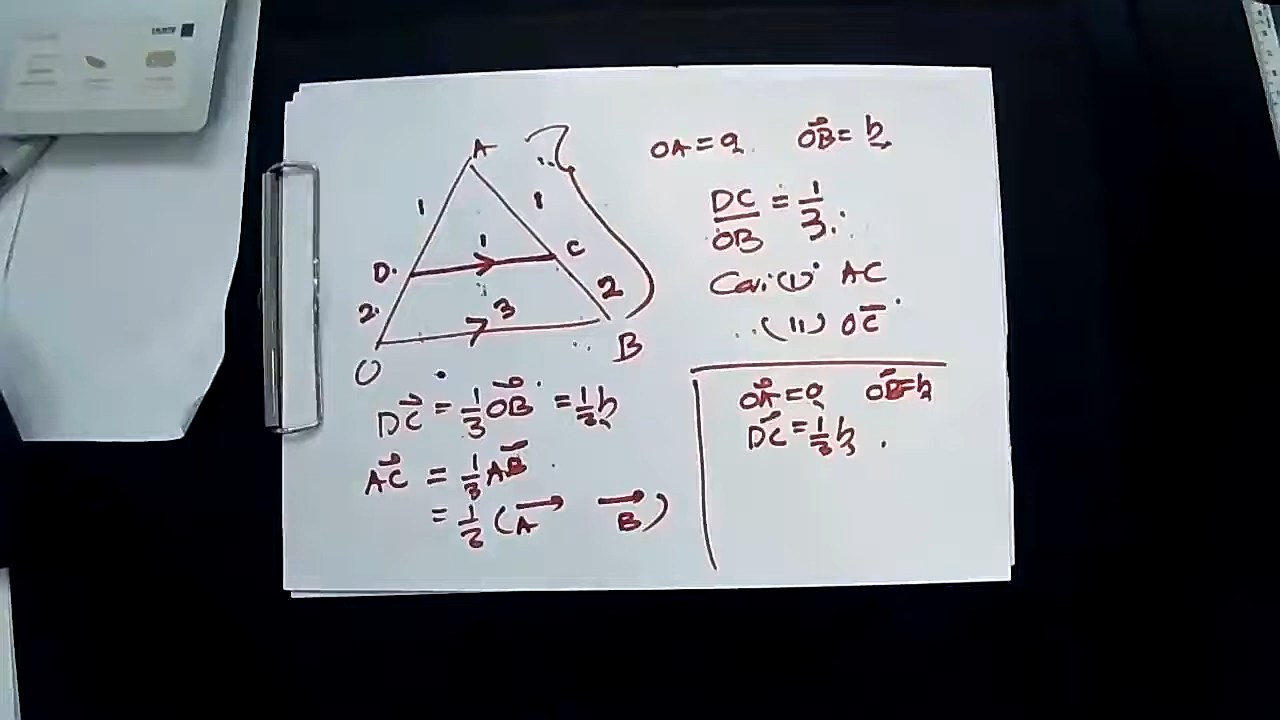 A
1
1
D.
1
C
2.
3
2
O
B
OA = a. OB⃗ = b
DC/OB = 1/3.
Cari (i) AC
(ii) OC⃗
DC⃗ = 1/3 OB⃗ = 1/3 b
AC⃗ = 1/3 AB⃗
= 1/3 (A⃗ B⃗)
OA⃗ = a OB⃗ = b
DC⃗ = 1/3 b